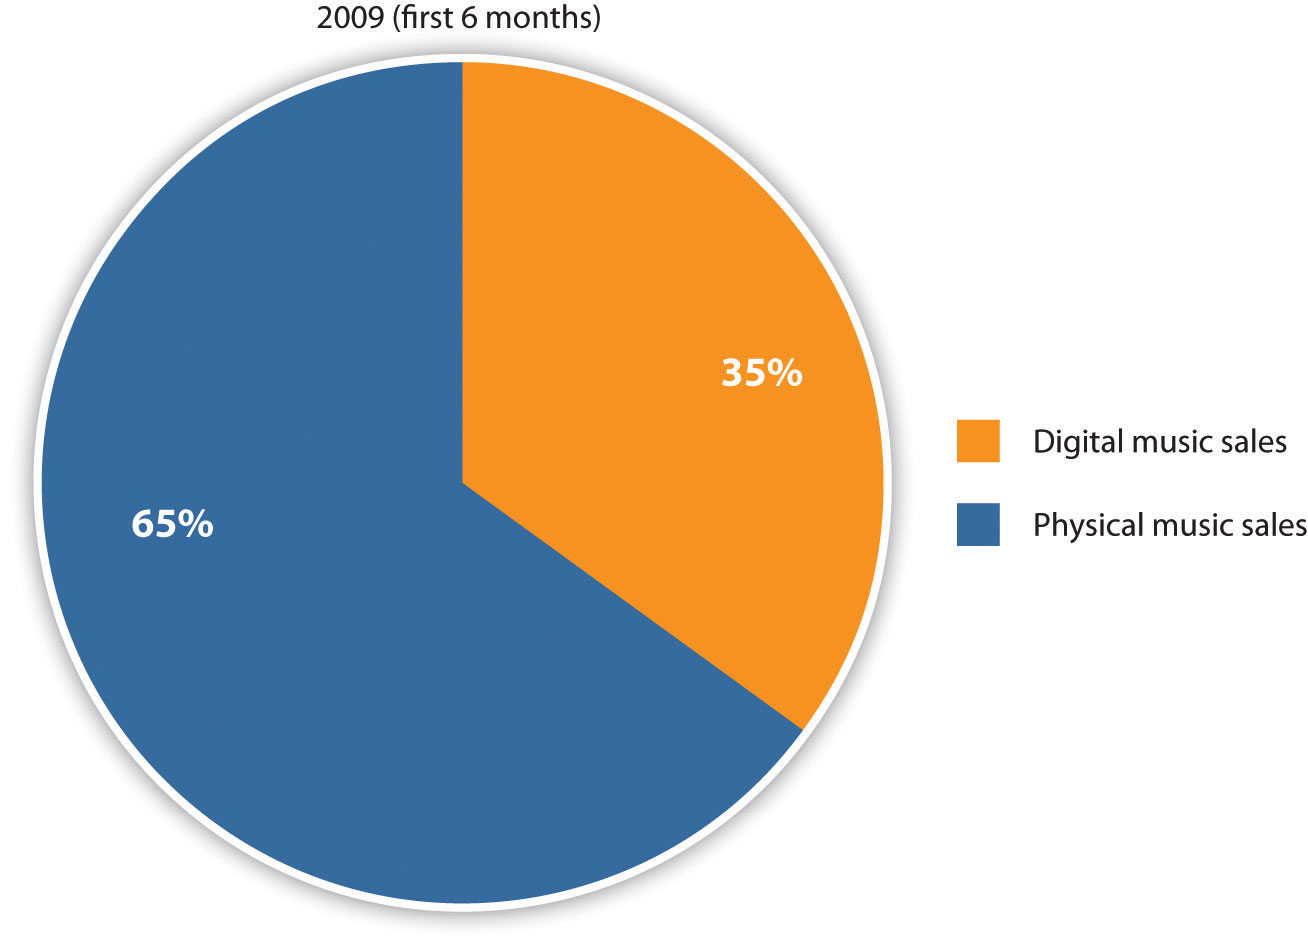 2009 (first 6 months)
35%
65%
Digital music sales
Physical music sales